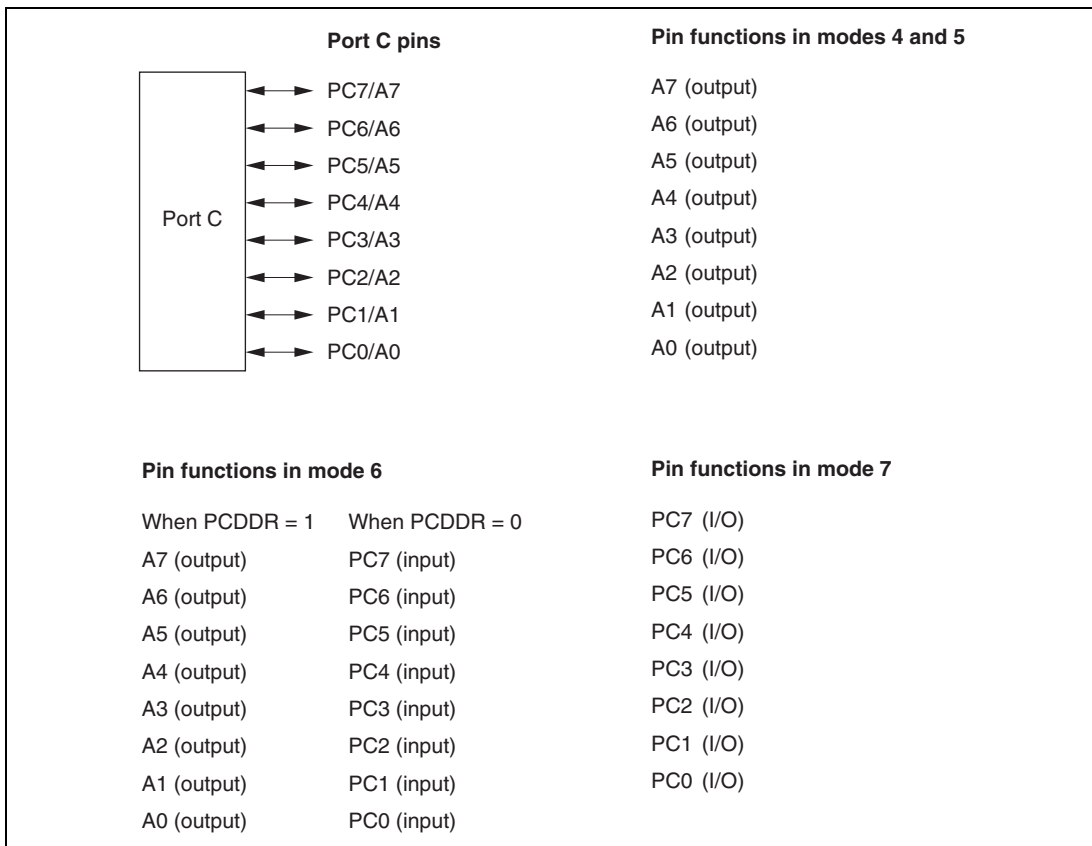 Port C pins
Port C
PC7/A7
PC6/A6
PC5/A5
PC4/A4
PC3/A3
PC2/A2
PC1/A1
PC0/A0
Pin functions in modes 4 and 5
A7 (output)
A6 (output)
A5 (output)
A4 (output)
A3 (output)
A2 (output)
A1 (output)
A0 (output)
Pin functions in mode 6
When PCDDR = 1 When PCDDR = 0
A7 (output) PC7 (input)
A6 (output) PC6 (input)
A5 (output) PC5 (input)
A4 (output) PC4 (input)
A3 (output) PC3 (input)
A2 (output) PC2 (input)
A1 (output) PC1 (input)
A0 (output) PC0 (input)
Pin functions in mode 7
PC7 (I/O)
PC6 (I/O)
PC5 (I/O)
PC4 (I/O)
PC3 (I/O)
PC2 (I/O)
PC1 (I/O)
PC0 (I/O)